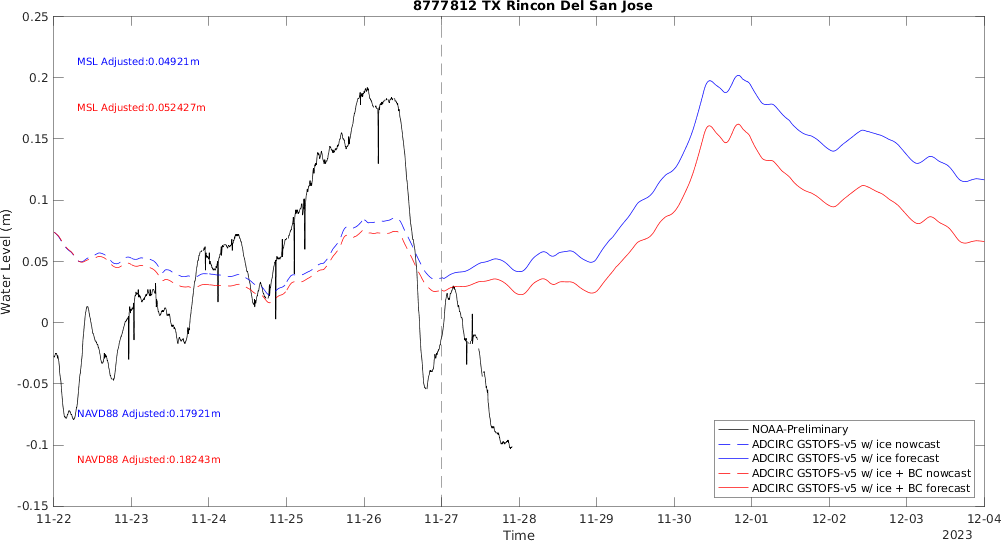 8777812 TX Rincon Del San Jose
0.25
0.2
0.15
0.1
0.05
0
-0.05
-0.1
-0.15
Water Level (m)
MSL Adjusted:0.04921m
MSL Adjusted:0.052427m
NAVD88 Adjusted:0.17921m
NAVD88 Adjusted:0.18243m
NOAA-Preliminary
ADCIRC GSTOFS-v5 w/ ice nowcast
ADCIRC GSTOFS-v5 w/ ice forecast
ADCIRC GSTOFS-v5 w/ ice + BC nowcast
ADCIRC GSTOFS-v5 w/ ice + BC forecast
11-22 11-23 11-24 11-25 11-26 11-27 11-28 11-29 11-30 12-01 12-02 12-03 12-04
Time
2023